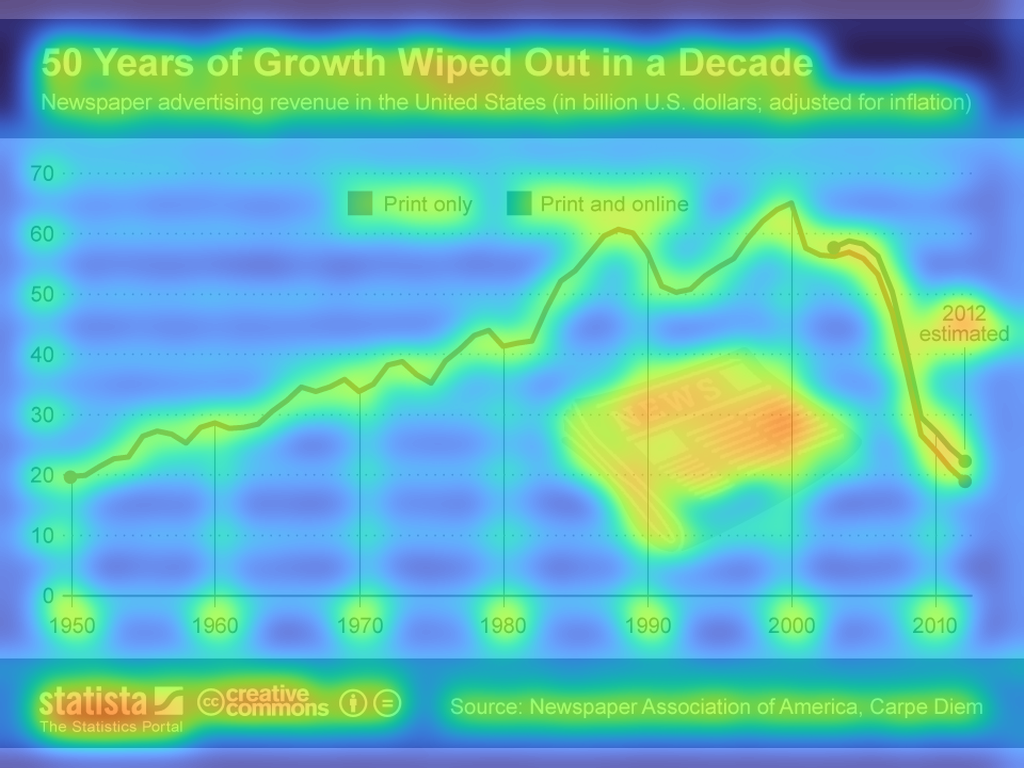 50 Years of Growth Wiped Out in a Decade
Newspaper advertising revenue in the United States (in billion U.S. dollars; adjusted for inflation)
70
Print only Print and online
60
50
2012
estimated
40
30
NEWS
20
10
0
1950 1960 1970 1980 1990 2000 2010
statista
The Statistics Portal
cc creative commons
Source: Newspaper Association of America, Carpe Diem